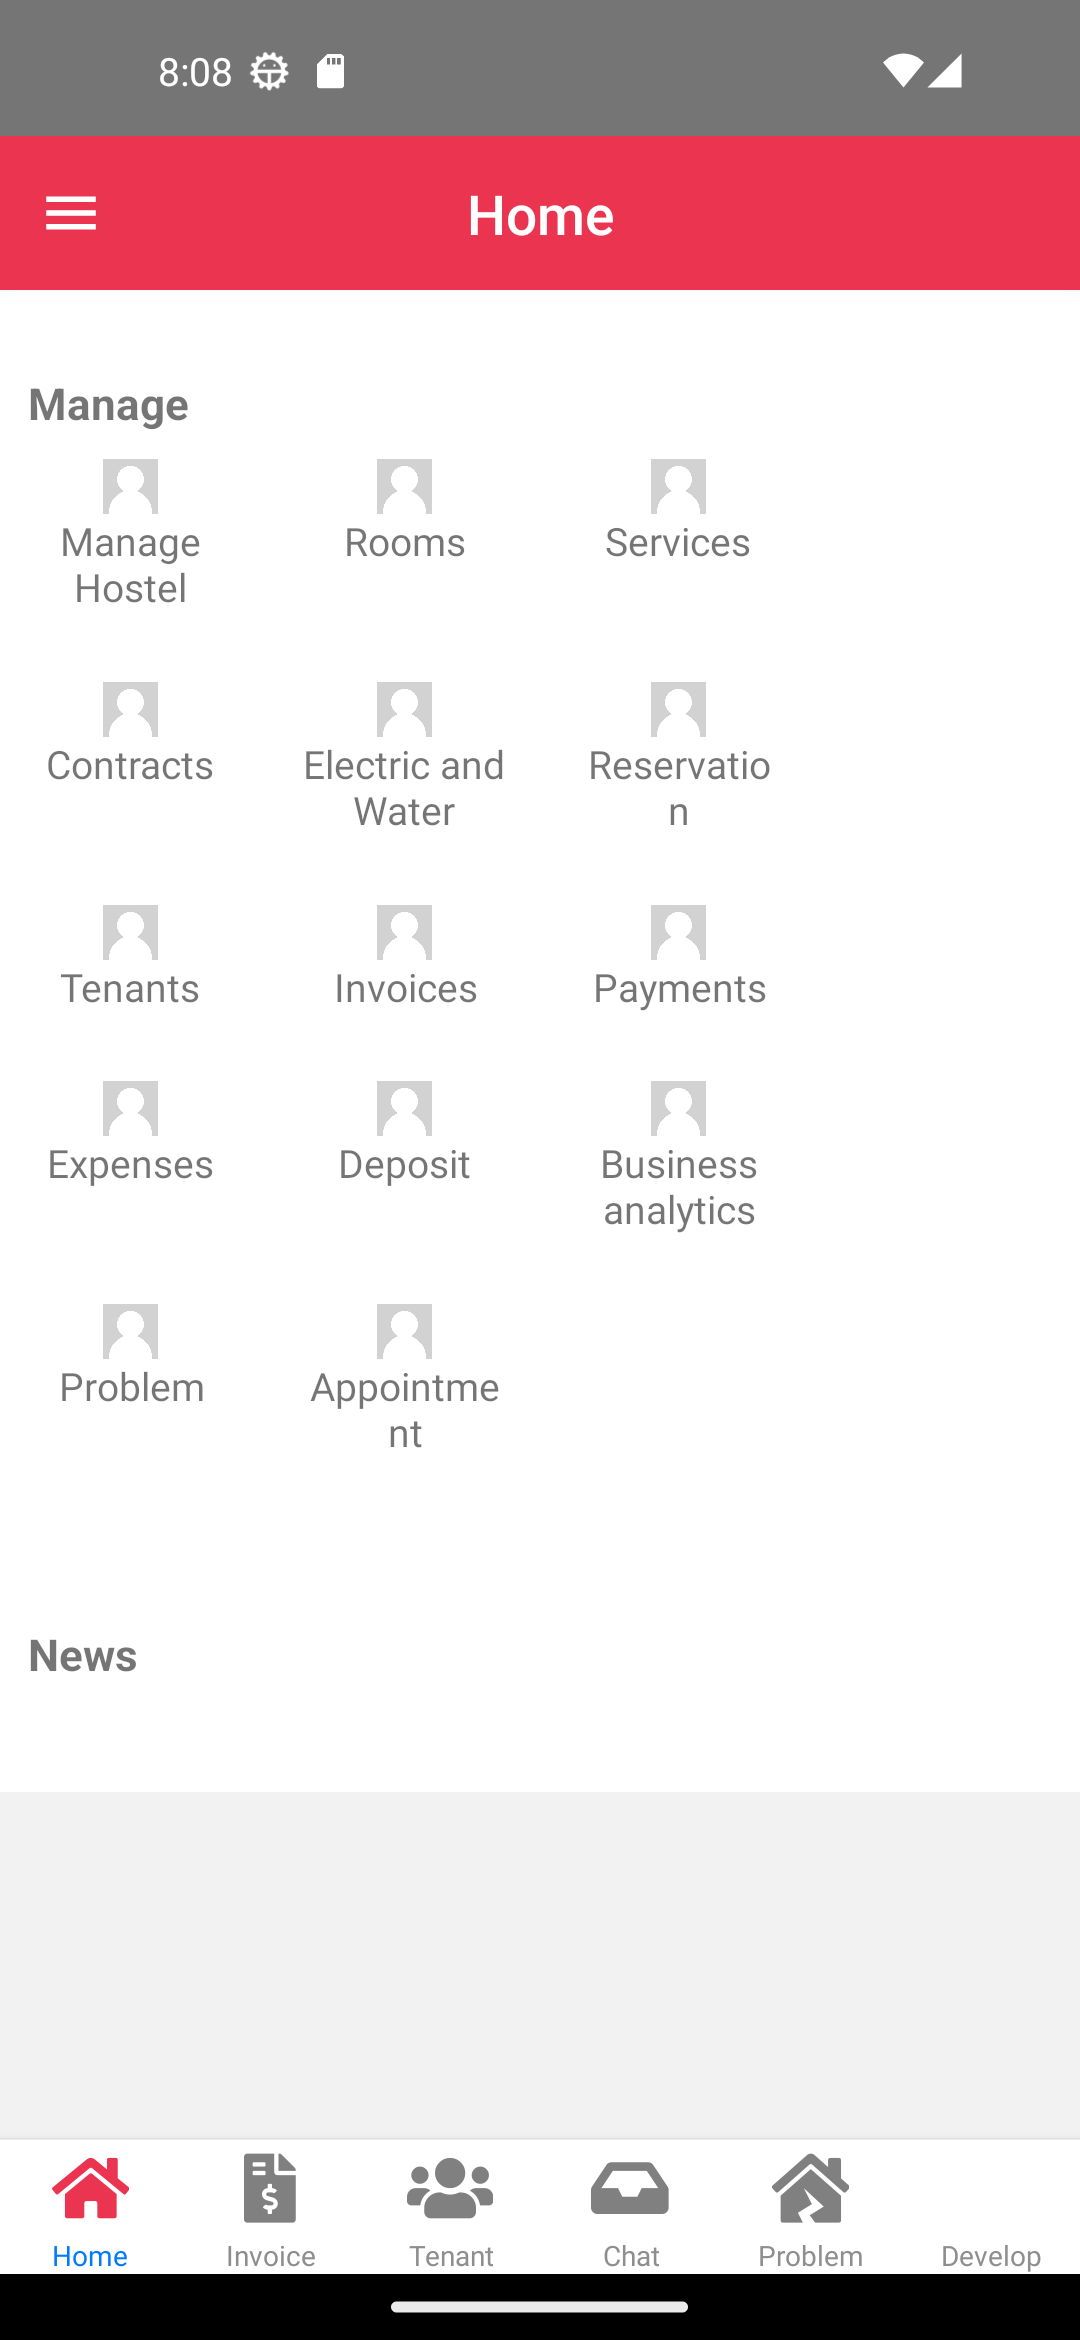 8:08
Home
Manage
Manage
Hostel
Rooms
Services
Contracts
Electric and
Water
Reservatio
n
Tenants
Invoices
Payments
Expenses
Deposit
Business
analytics
Problem
Appointme
nt
News
Home
Invoice
Tenant
Chat
Problem
Develop